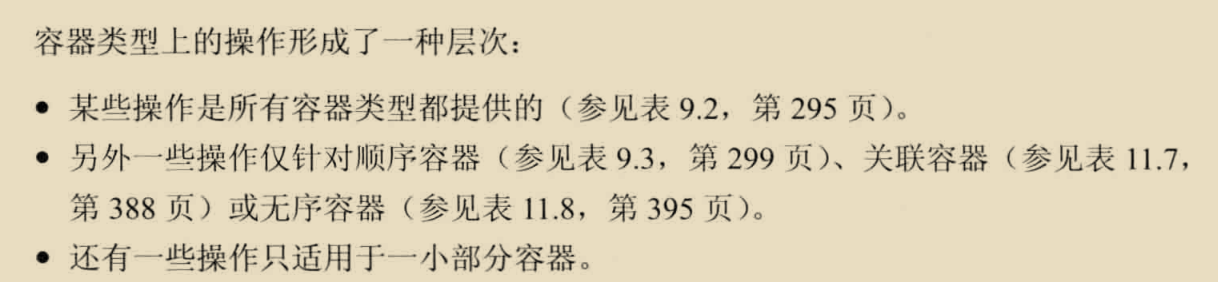 容器类型上的操作形成了一种层次：
● 某些操作是所有容器类型都提供的（参见表 9.2，第 295 页）。
● 另外一些操作仅针对顺序容器（参见表 9.3，第 299 页）、关联容器（参见表 11.7，
第 388 页）或无序容器（参见表 11.8，第 395 页）。
● 还有一些操作只适用于一小部分容器。